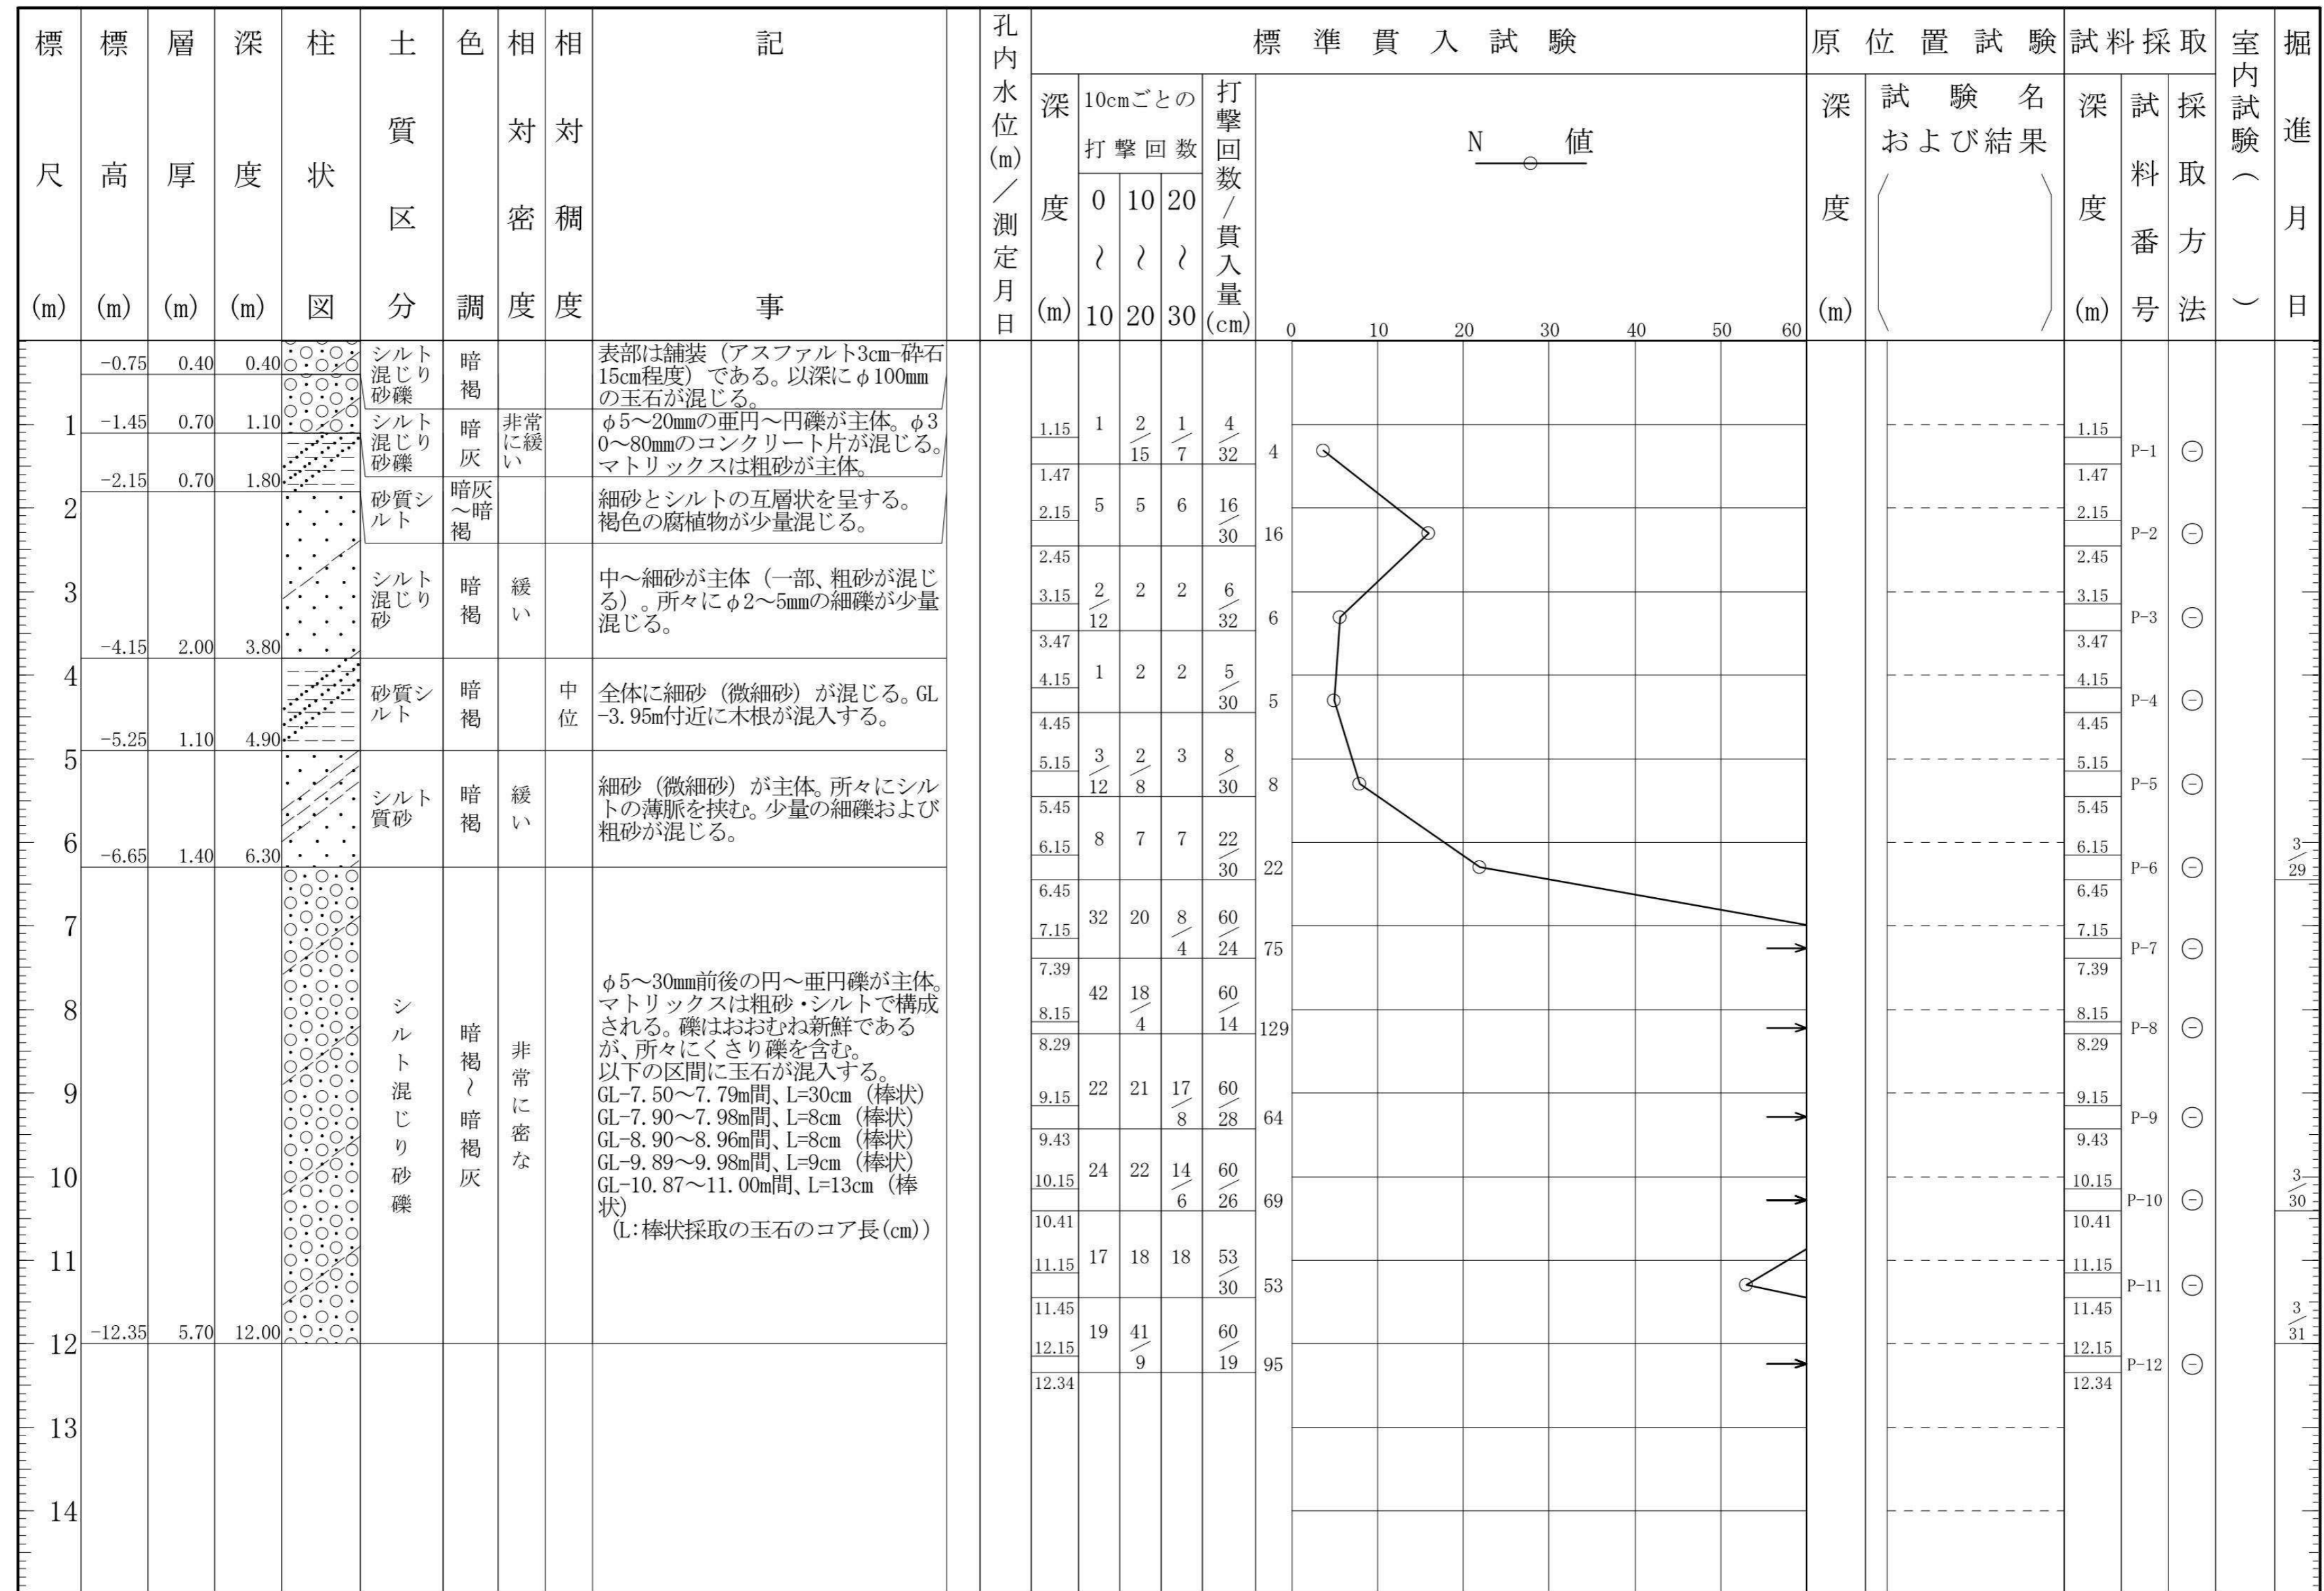 標尺(m)
標高(m)
層厚(m)
深度(m)
柱状図
土質区分
色調
相対密度
相対稠度
記事
孔内水位(m)／測定月日
標準貫入試験
深度(m)
10cmごとの
打撃回数
0〜10
10〜20
20〜30
打撃回数/貫入量(cm)
N 値
0 10 20 30 40 50 60
原位置試験
深度(m)
試験名
および結果
試料採取
深度(m)
試料番号
採取方法
室内試験（ ）
掘進月日
1
2
3
4
5
6
7
8
9
10
11
12
13
14
-0.75 0.40 0.40
シルト
混じり
砂礫
暗褐
表部は舗装（アスファルト3cm-砕石
15cm程度）である。以深にφ100mm
の玉石が混じる。
-1.45 0.70 1.10
シルト
混じり
砂礫
暗灰
非常
に緩
い
φ5〜20mmの亜円〜円礫が主体。φ3
0〜80mmのコンクリート片が混じる。
マトリックスは粗砂が主体。
-2.15 0.70 1.80
砂質シ
ルト
暗灰
〜暗
褐
細砂とシルトの互層状を呈する。
褐色の腐植物が少量混じる。
-4.15 2.00 3.80
シルト
混じり
砂
暗褐
緩い
中〜細砂が主体（一部、粗砂が混じ
る）。所々にφ2〜5mmの細礫が少量
混じる。
-5.25 1.10 4.90
砂質シ
ルト
暗褐
中位
全体に細砂（微細砂）が混じる。GL
-3.95m付近に木根が混入する。
-6.65 1.40 6.30
シルト
質砂
暗褐
緩い
細砂（微細砂）が主体。所々にシル
トの薄脈を挟む。少量の細礫および
粗砂が混じる。
-12.35 5.70 12.00
シルト混じり砂礫
暗褐〜暗褐灰
非常に密な
φ5〜30mm前後の円〜亜円礫が主体。
マトリックスは粗砂・シルトで構成
される。礫はおおむね新鮮である
が、所々にくさり礫を含む。
以下の区間に玉石が混入する。
GL-7.50〜7.79m間、L=30cm（棒状）
GL-7.90〜7.98m間、L=8cm（棒状）
GL-8.90〜8.96m間、L=8cm（棒状）
GL-9.89〜9.98m間、L=9cm（棒状）
GL-10.87〜11.00m間、L=13cm（棒
状）
（L:棒状採取の玉石のコア長(cm)）
1.15 1 2/15 1/7 4/32 4
1.47
2.15 5 5 6 16/30 16
2.45
3.15 2/12 2 2 6/32 6
3.47
4.15 1 2 2 5/30 5
4.45
5.15 3/12 2/8 3 8/30 8
5.45
6.15 8 7 7 22/30 22
6.45
7.15 32 20 8/4 60/24 75
7.39
8.15 42 18/4 60/14 129
8.29
9.15 22 21 17/8 60/28 64
9.43
10.15 24 22 14/6 60/26 69
10.41
11.15 17 18 18 53/30 53
11.45
12.15 19 41/9 60/19 95
12.34
1.15
P-1
1.47
2.15
P-2
2.45
3.15
P-3
3.47
4.15
P-4
4.45
5.15
P-5
5.45
6.15
P-6
6.45
7.15
P-7
7.39
8.15
P-8
8.29
9.15
P-9
9.43
10.15
P-10
10.41
11.15
P-11
11.45
12.15
P-12
12.34
3/29
3/30
3/31